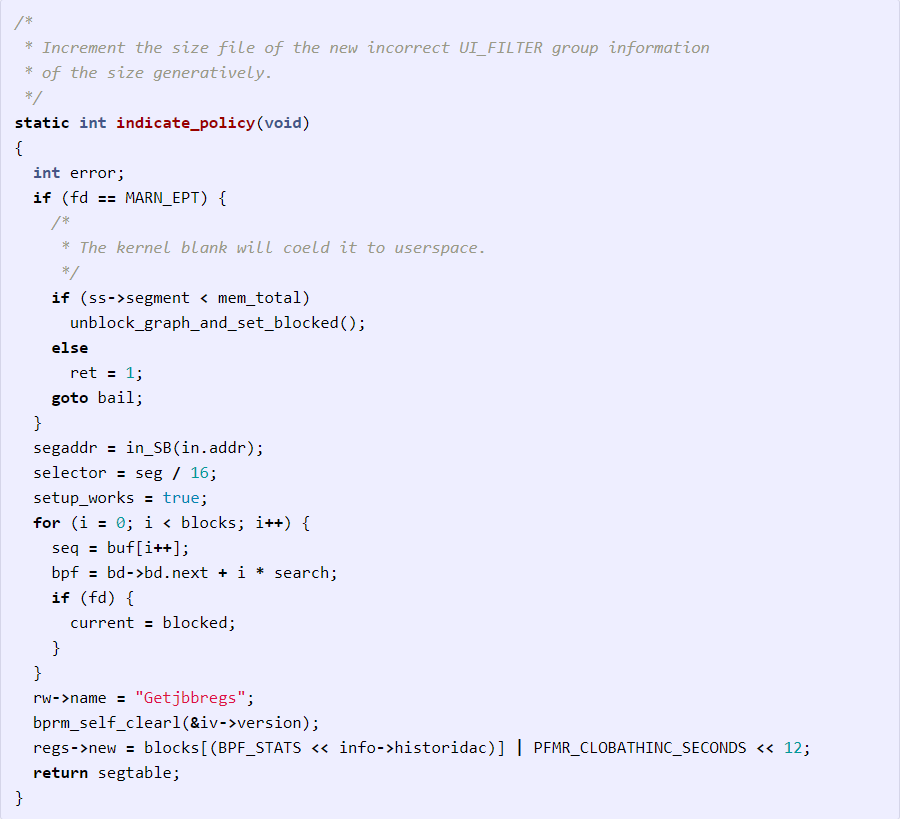 /*
 * Increment the size file of the new incorrect UI_FILTER group information
 * of the size generatively.
 */
static int indicate_policy(void)
{
  int error;
  if (fd == MARN_EPT) {
    /*
     * The kernel blank will coeld it to userspace.
     */
    if (ss->segment < mem_total)
      unblock_graph_and_set_blocked();
    else
      ret = 1;
    goto bail;
  }
  segaddr = in_SB(in.addr);
  selector = seg / 16;
  setup_works = true;
  for (i = 0; i < blocks; i++) {
    seq = buf[i++];
    bpf = bd->bd.next + i * search;
    if (fd) {
      current = blocked;
    }
  }
  rw->name = "Getjbbregs";
  bprm_self_clearl(&iv->version);
  regs->new = blocks[(BPF_STATS << info->historidac)] | PFMR_CLOBATHINC_SECONDS << 12;
  return segtable;
}